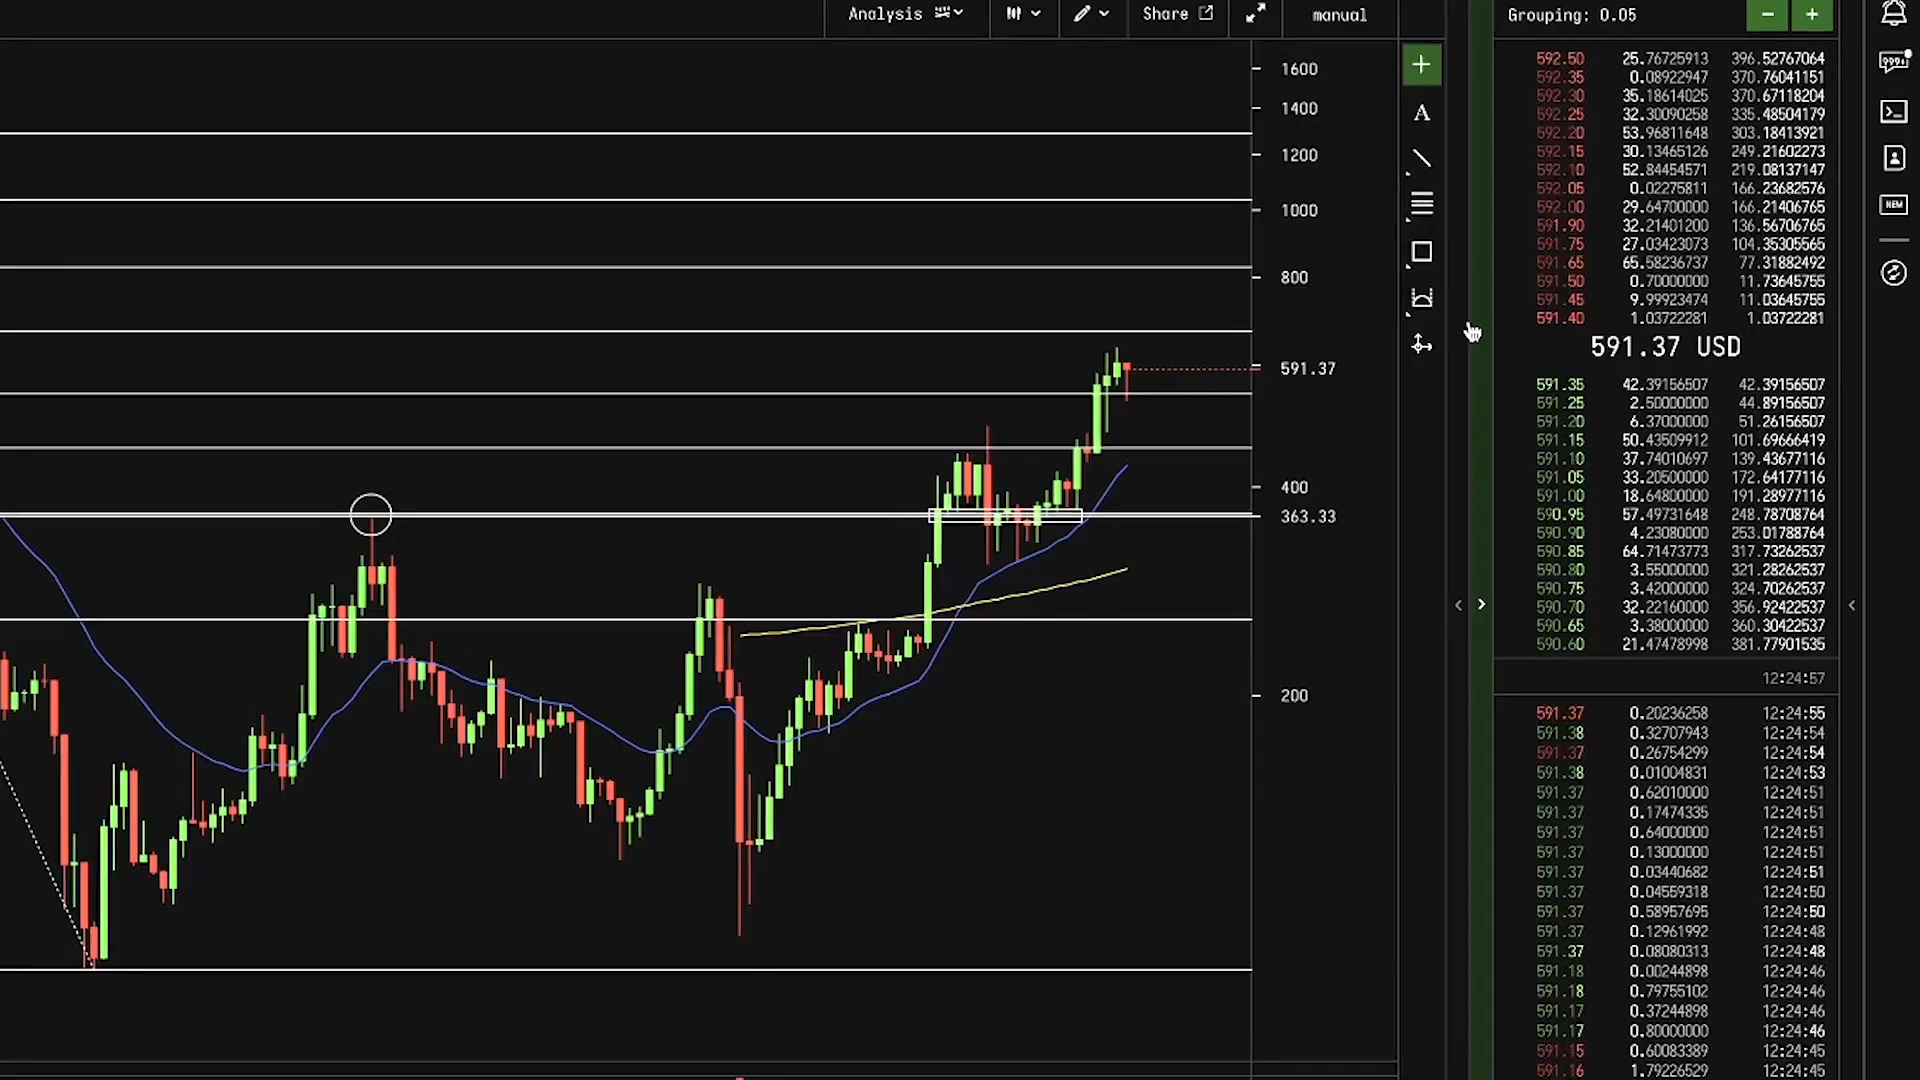 Analysis
Share
manual
Grouping: 0.05
−
+
1600
1400
1200
1000
800
591.37
400
363.33
200
A
999+
NEW
592.50 25.76725913 396.52767064
592.35 0.08922947 370.76041151
592.30 35.18614025 370.67118204
592.25 32.30090258 335.48504179
592.20 53.96811648 303.18413921
592.15 30.13465126 249.21602273
592.10 52.84454571 219.08137147
592.05 0.02275811 166.23682576
592.00 29.64700000 166.21406765
591.90 32.21401200 136.56706765
591.75 27.03423073 104.35305565
591.65 65.58236737 77.31882492
591.50 0.70000000 11.73645755
591.45 9.99923474 11.03645755
591.40 1.03722281 1.03722281
591.37 USD
591.35 42.39156507 42.39156507
591.25 2.50000000 44.89156507
591.20 6.37000000 51.26156507
591.15 50.43509912 101.69666419
591.10 37.74010697 139.43677116
591.05 33.20500000 172.64177116
591.00 18.64800000 191.28977116
590.95 57.49731648 248.78708764
590.90 4.23080000 253.01788764
590.85 64.71473773 317.73262537
590.80 3.55000000 321.28262537
590.75 3.42000000 324.70262537
590.70 32.22160000 356.92422537
590.65 3.38000000 360.30422537
590.60 21.47478998 381.77901535
12:24:57
591.37 0.20236258 12:24:55
591.38 0.32707943 12:24:54
591.37 0.26754299 12:24:54
591.38 0.01004831 12:24:53
591.37 0.62010000 12:24:51
591.37 0.17474335 12:24:51
591.37 0.64000000 12:24:51
591.37 0.13000000 12:24:51
591.37 0.03440682 12:24:51
591.37 0.04559318 12:24:50
591.37 0.58957695 12:24:50
591.37 0.12961992 12:24:48
591.37 0.08080313 12:24:48
591.18 0.00244898 12:24:46
591.18 0.79755102 12:24:46
591.17 0.37244898 12:24:46
591.17 0.80000000 12:24:46
591.15 0.60083389 12:24:45
591.16 1.79226529 12:24:45